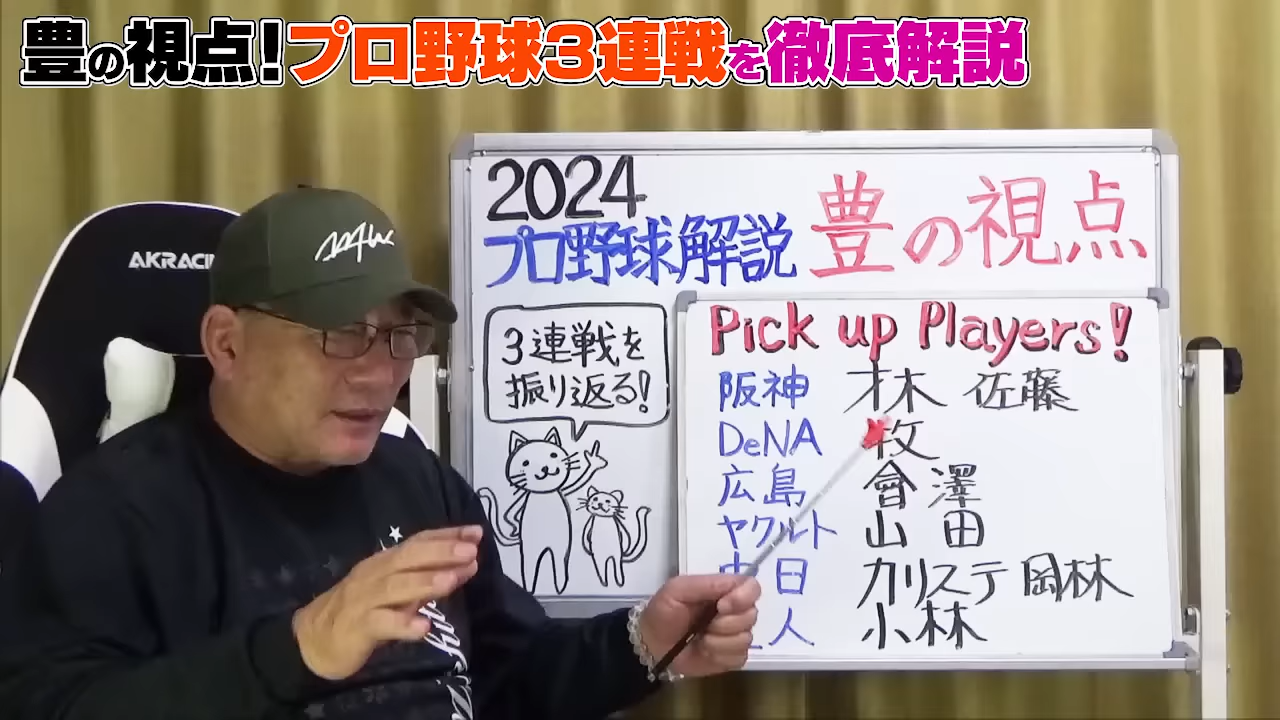 豊の視点!プロ野球3連戦を徹底解説
AKRACIN
2024
プロ野球解説
豊の視点
3連戦を
振り返る!
Pick up Players!
阪神 才木 佐藤
DeNA 牧
広島 會澤
ヤクルト 山田
日 カリステ 岡林
人 小林